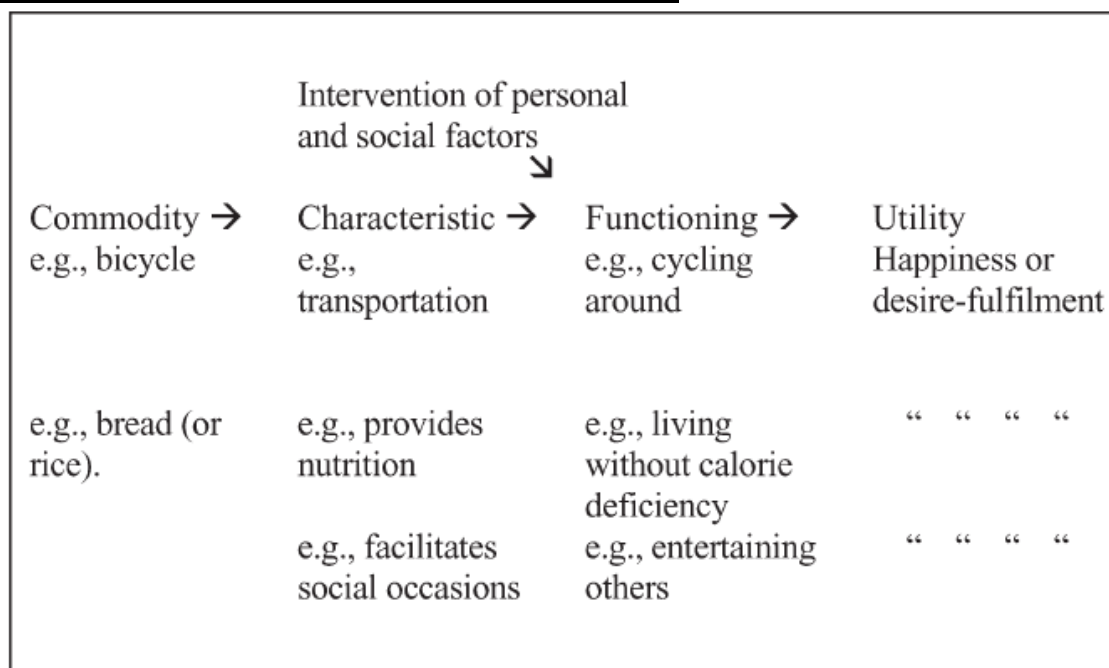 Intervention of personal
and social factors
↘
Commodity → Characteristic → Functioning → Utility
e.g., bicycle e.g., e.g., cycling Happiness or
transportation around desire-fulfilment
e.g., bread (or e.g., provides e.g., living “ “ “ “
rice). nutrition without calorie
deficiency
e.g., facilitates e.g., entertaining “ “ “ “
social occasions others